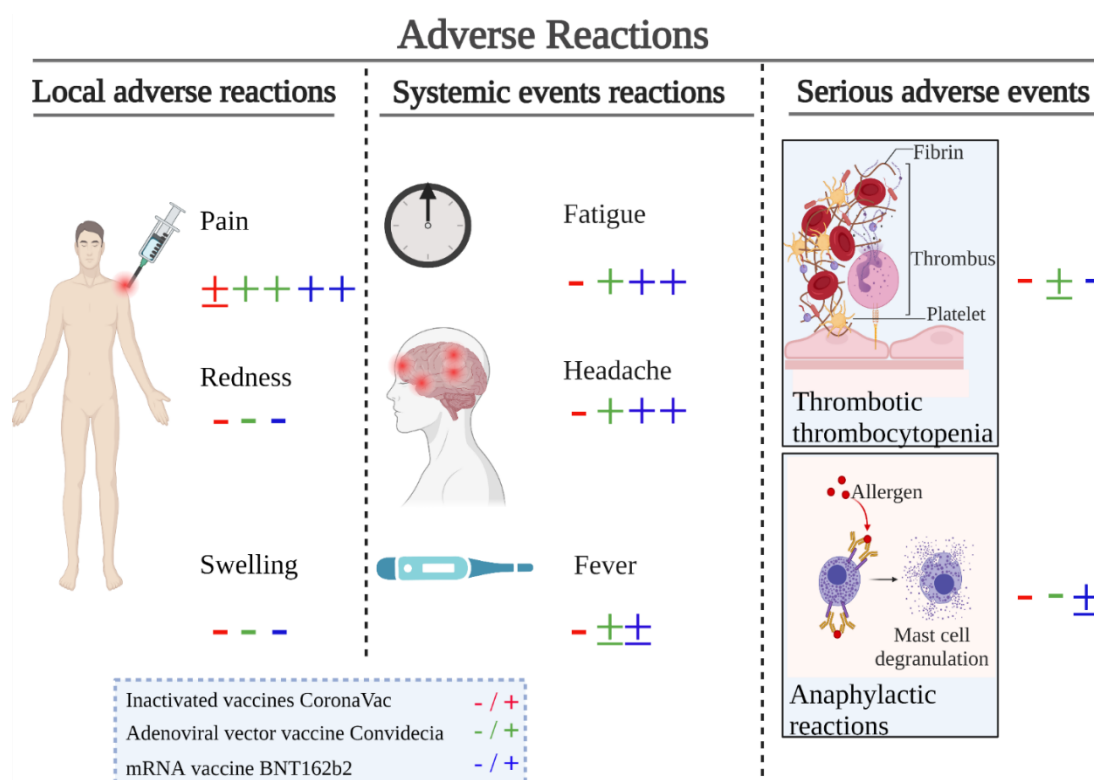 Adverse Reactions
Local adverse reactions
Pain
± + + + +
Redness
- - -
Swelling
- - -
Systemic events reactions
Fatigue
- + + +
Headache
- + + +
Fever
- ± ±
Serious adverse events
Fibrin
Thrombus
Platelet
Thrombotic
thrombocytopenia
- ± -
Allergen
Mast cell
degranulation
Anaphylactic
reactions
- - ±
Inactivated vaccines CoronaVac - / +
Adenoviral vector vaccine Convidecia - / +
mRNA vaccine BNT162b2 - / +